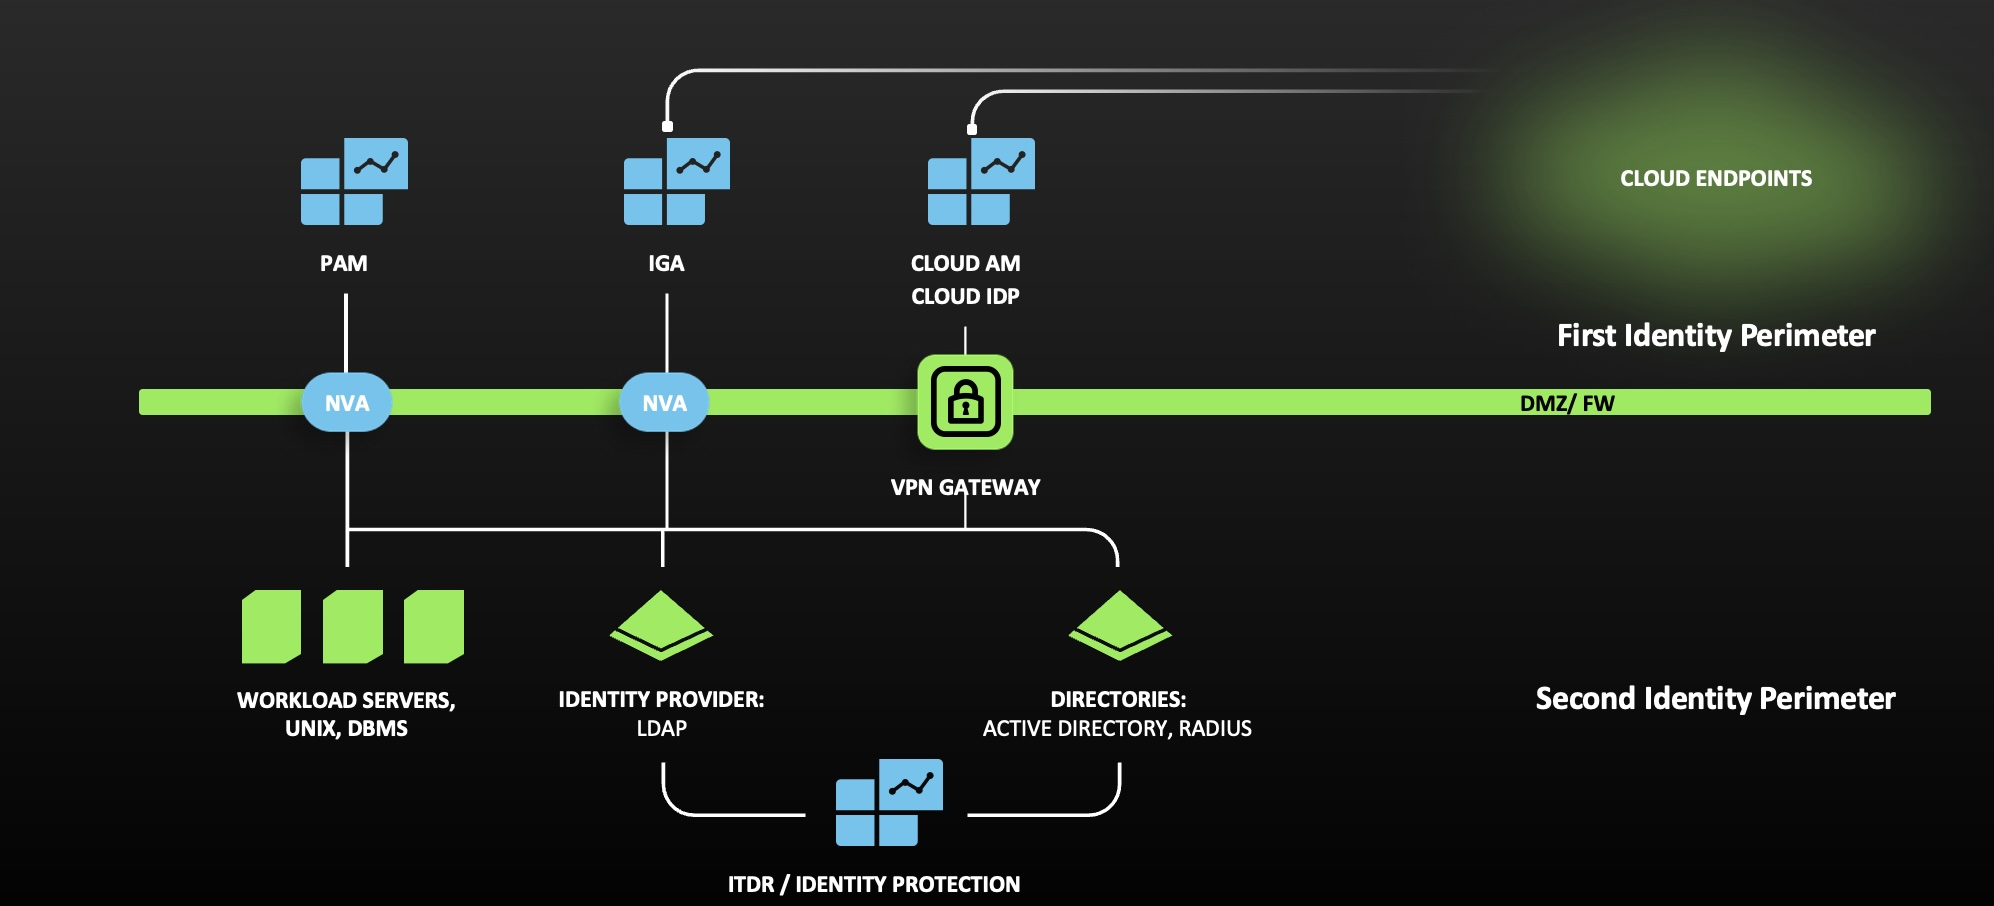 CLOUD ENDPOINTS
PAM
IGA
CLOUD AM
CLOUD IDP
First Identity Perimeter
NVA
NVA
DMZ/ FW
VPN GATEWAY
WORKLOAD SERVERS,
UNIX, DBMS
IDENTITY PROVIDER:
LDAP
DIRECTORIES:
ACTIVE DIRECTORY, RADIUS
Second Identity Perimeter
ITDR / IDENTITY PROTECTION